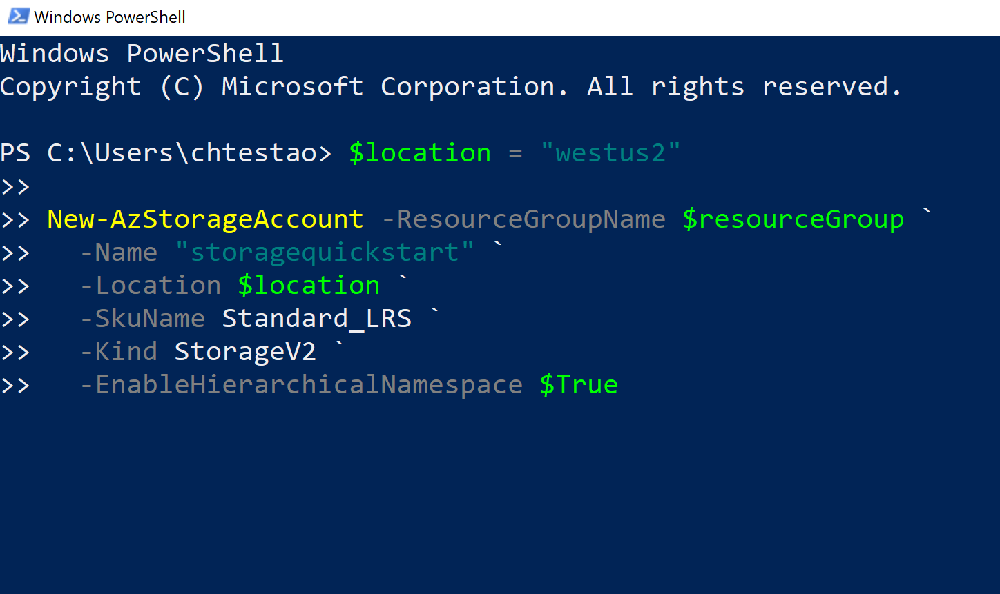 Windows PowerShell
Windows PowerShell
Copyright (C) Microsoft Corporation. All rights reserved.
PS C:\Users\chtestao> $location = "westus2"
>>
>> New-AzStorageAccount -ResourceGroupName $resourceGroup `
>>   -Name "storagequickstart" `
>>   -Location $location `
>>   -SkuName Standard_LRS `
>>   -Kind StorageV2 `
>>   -EnableHierarchicalNamespace $True